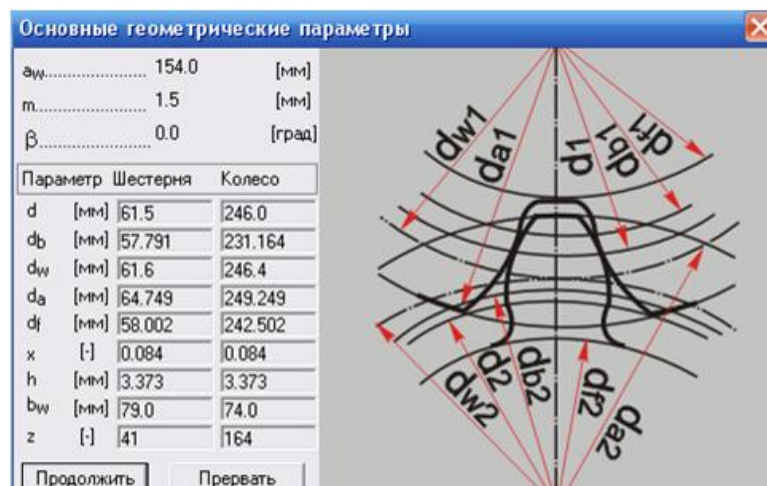 Основные геометрические параметры
aw..................... 154.0 [мм]
m..................... 1.5 [мм]
β..................... 0.0 [град]
Параметр Шестерня Колесо
d [мм] 61.5 246.0
db [мм] 57.791 231.164
dw [мм] 61.6 246.4
da [мм] 64.749 249.249
df [мм] 58.002 242.502
x [-] 0.084 0.084
h [мм] 3.373 3.373
bw [мм] 79.0 74.0
z [-] 41 164
Продолжить Прервать
dw1 da1 d1 db1 df1
dw2 d2 db2 df2 da2